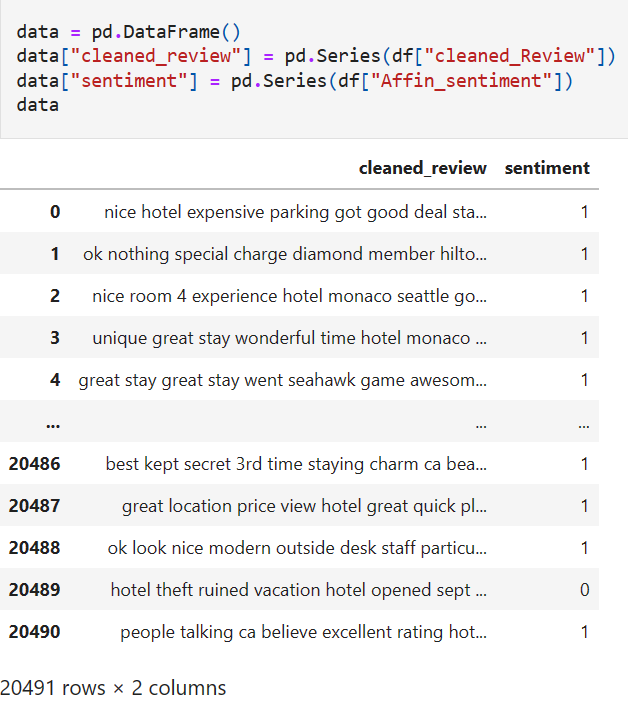 data = pd.DataFrame()
data["cleaned_review"] = pd.Series(df["cleaned_Review"])
data["sentiment"] = pd.Series(df["Affin_sentiment"])
data
cleaned_review sentiment
0 nice hotel expensive parking got good deal sta... 1
1 ok nothing special charge diamond member hilto... 1
2 nice room 4 experience hotel monaco seattle go... 1
3 unique great stay wonderful time hotel monaco ... 1
4 great stay great stay went seahawk game awesom... 1
... ... ...
20486 best kept secret 3rd time staying charm ca bea... 1
20487 great location price view hotel great quick pl... 1
20488 ok look nice modern outside desk staff particu... 1
20489 hotel theft ruined vacation hotel opened sept ... 0
20490 people talking ca believe excellent rating hot... 1
20491 rows × 2 columns